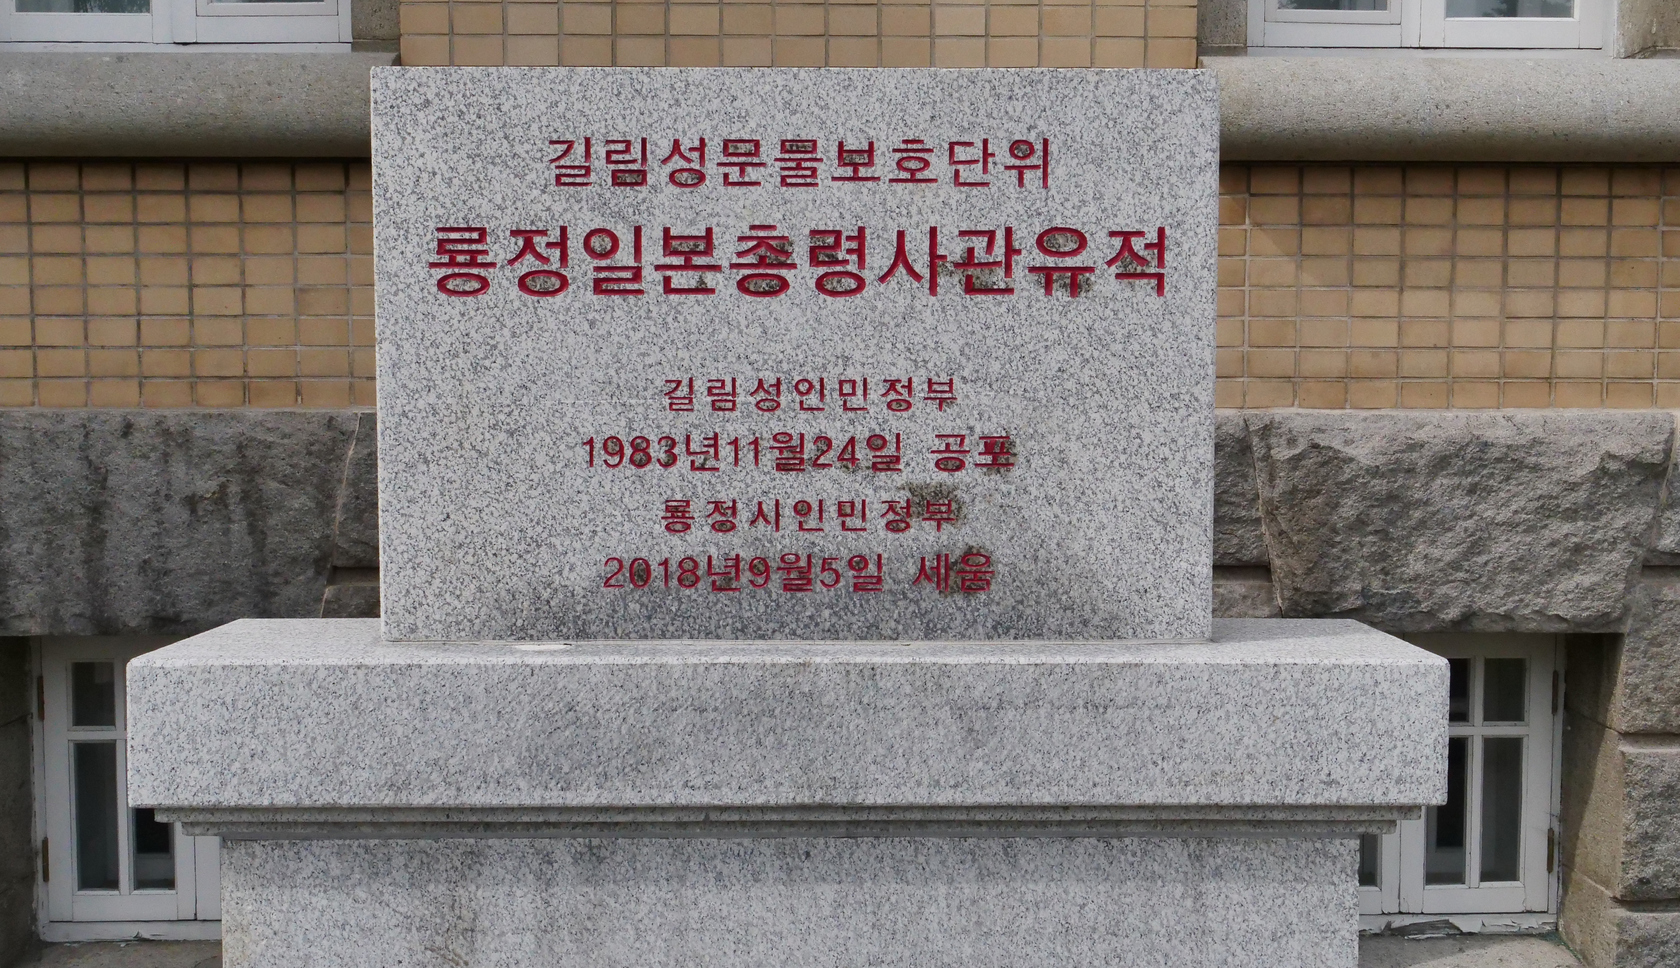 길림성문물보호단위
룡정일본총령사관유적
길림성인민정부
1983년11월24일 공포
룡정시인민정부
2018년9월5일 세움